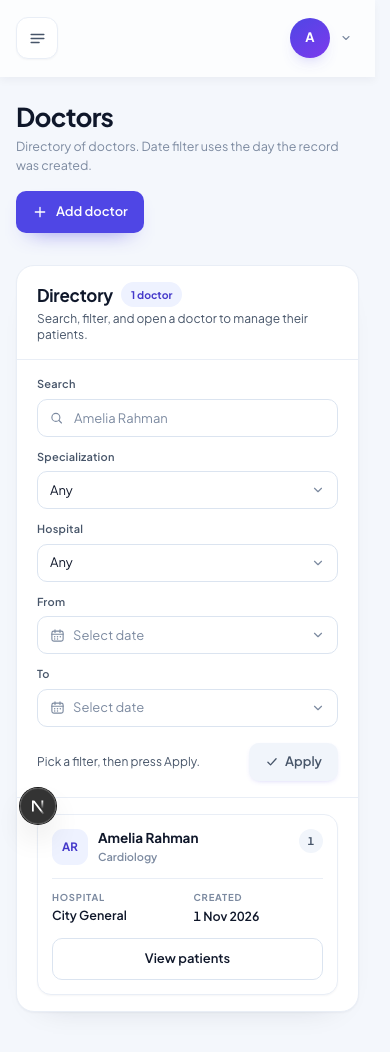 A
Doctors
Directory of doctors. Date filter uses the day the record
was created.
Add doctor
Directory 1 doctor
Search, filter, and open a doctor to manage their
patients.
Search
Amelia Rahman
Specialization
Any
Hospital
Any
From
Select date
To
Select date
Pick a filter, then press Apply. Apply
N
AR Amelia Rahman 1
Cardiology
HOSPITAL CREATED
City General 1 Nov 2026
View patients